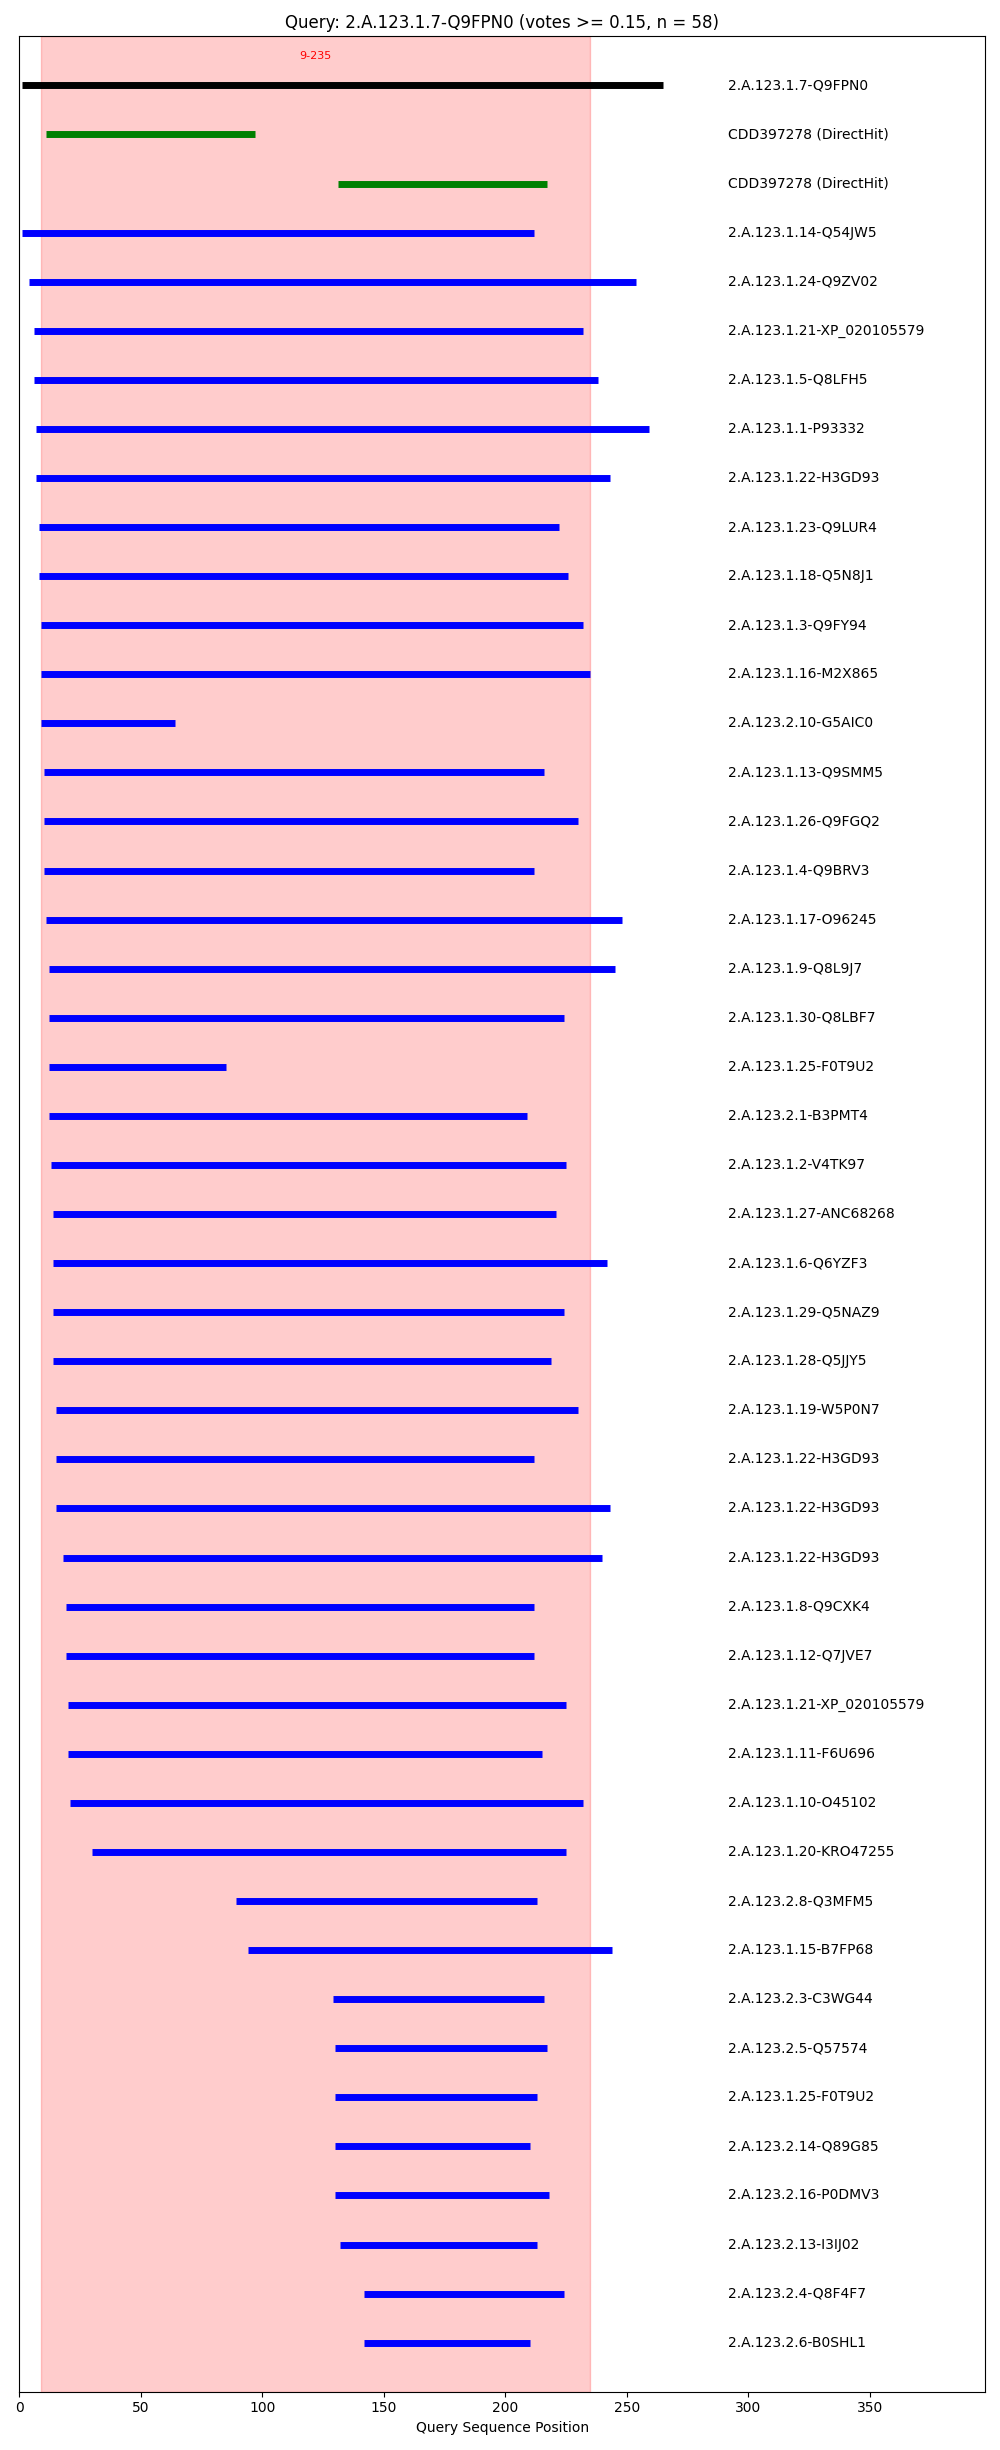 Query: 2.A.123.1.7-Q9FPN0 (votes >= 0.15, n = 58)
9-235
2.A.123.1.7-Q9FPN0
CDD397278 (DirectHit)
CDD397278 (DirectHit)
2.A.123.1.14-Q54JW5
2.A.123.1.24-Q9ZV02
2.A.123.1.21-XP_020105579
2.A.123.1.5-Q8LFH5
2.A.123.1.1-P93332
2.A.123.1.22-H3GD93
2.A.123.1.23-Q9LUR4
2.A.123.1.18-Q5N8J1
2.A.123.1.3-Q9FY94
2.A.123.1.16-M2X865
2.A.123.2.10-G5AIC0
2.A.123.1.13-Q9SMM5
2.A.123.1.26-Q9FGQ2
2.A.123.1.4-Q9BRV3
2.A.123.1.17-O96245
2.A.123.1.9-Q8L9J7
2.A.123.1.30-Q8LBF7
2.A.123.1.25-F0T9U2
2.A.123.2.1-B3PMT4
2.A.123.1.2-V4TK97
2.A.123.1.27-ANC68268
2.A.123.1.6-Q6YZF3
2.A.123.1.29-Q5NAZ9
2.A.123.1.28-Q5JJY5
2.A.123.1.19-W5P0N7
2.A.123.1.22-H3GD93
2.A.123.1.22-H3GD93
2.A.123.1.22-H3GD93
2.A.123.1.8-Q9CXK4
2.A.123.1.12-Q7JVE7
2.A.123.1.21-XP_020105579
2.A.123.1.11-F6U696
2.A.123.1.10-O45102
2.A.123.1.20-KRO47255
2.A.123.2.8-Q3MFM5
2.A.123.1.15-B7FP68
2.A.123.2.3-C3WG44
2.A.123.2.5-Q57574
2.A.123.1.25-F0T9U2
2.A.123.2.14-Q89G85
2.A.123.2.16-P0DMV3
2.A.123.2.13-I3IJ02
2.A.123.2.4-Q8F4F7
2.A.123.2.6-B0SHL1
0 50 100 150 200 250 300 350
Query Sequence Position